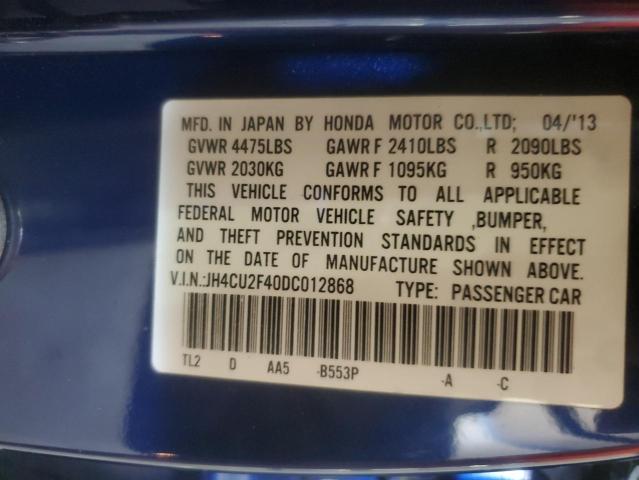 MFD. IN JAPAN BY HONDA MOTOR CO.,LTD; 04/'13
GVWR 4475LBS GAWR F 2410LBS R 2090LBS
GVWR 2030KG GAWR F 1095KG R 950KG
THIS VEHICLE CONFORMS TO ALL APPLICABLE
FEDERAL MOTOR VEHICLE SAFETY ,BUMPER,
AND THEFT PREVENTION STANDARDS IN EFFECT
ON THE DATE OF MANUFACTURE SHOWN ABOVE.
V.I.N.:JH4CU2F40DC012868 TYPE: PASSENGER CAR
TL2 D AA5 -B553P -A -C